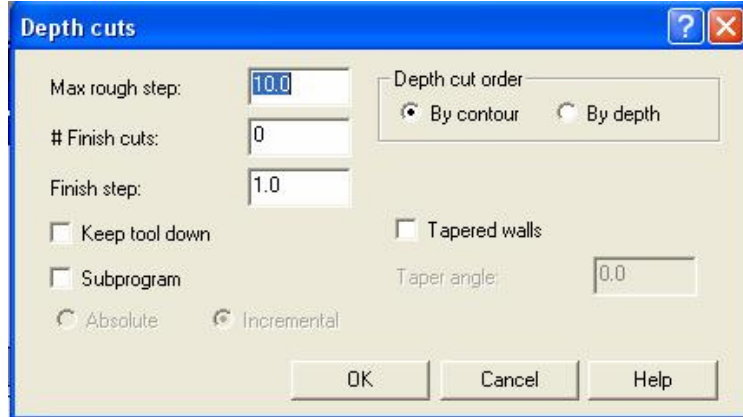 Depth cuts
Max rough step: 10.0
Depth cut order
By contour By depth
# Finish cuts: 0
Finish step: 1.0
Keep tool down
Tapered walls
Subprogram
Taper angle: 0.0
Absolute Incremental
OK Cancel Help